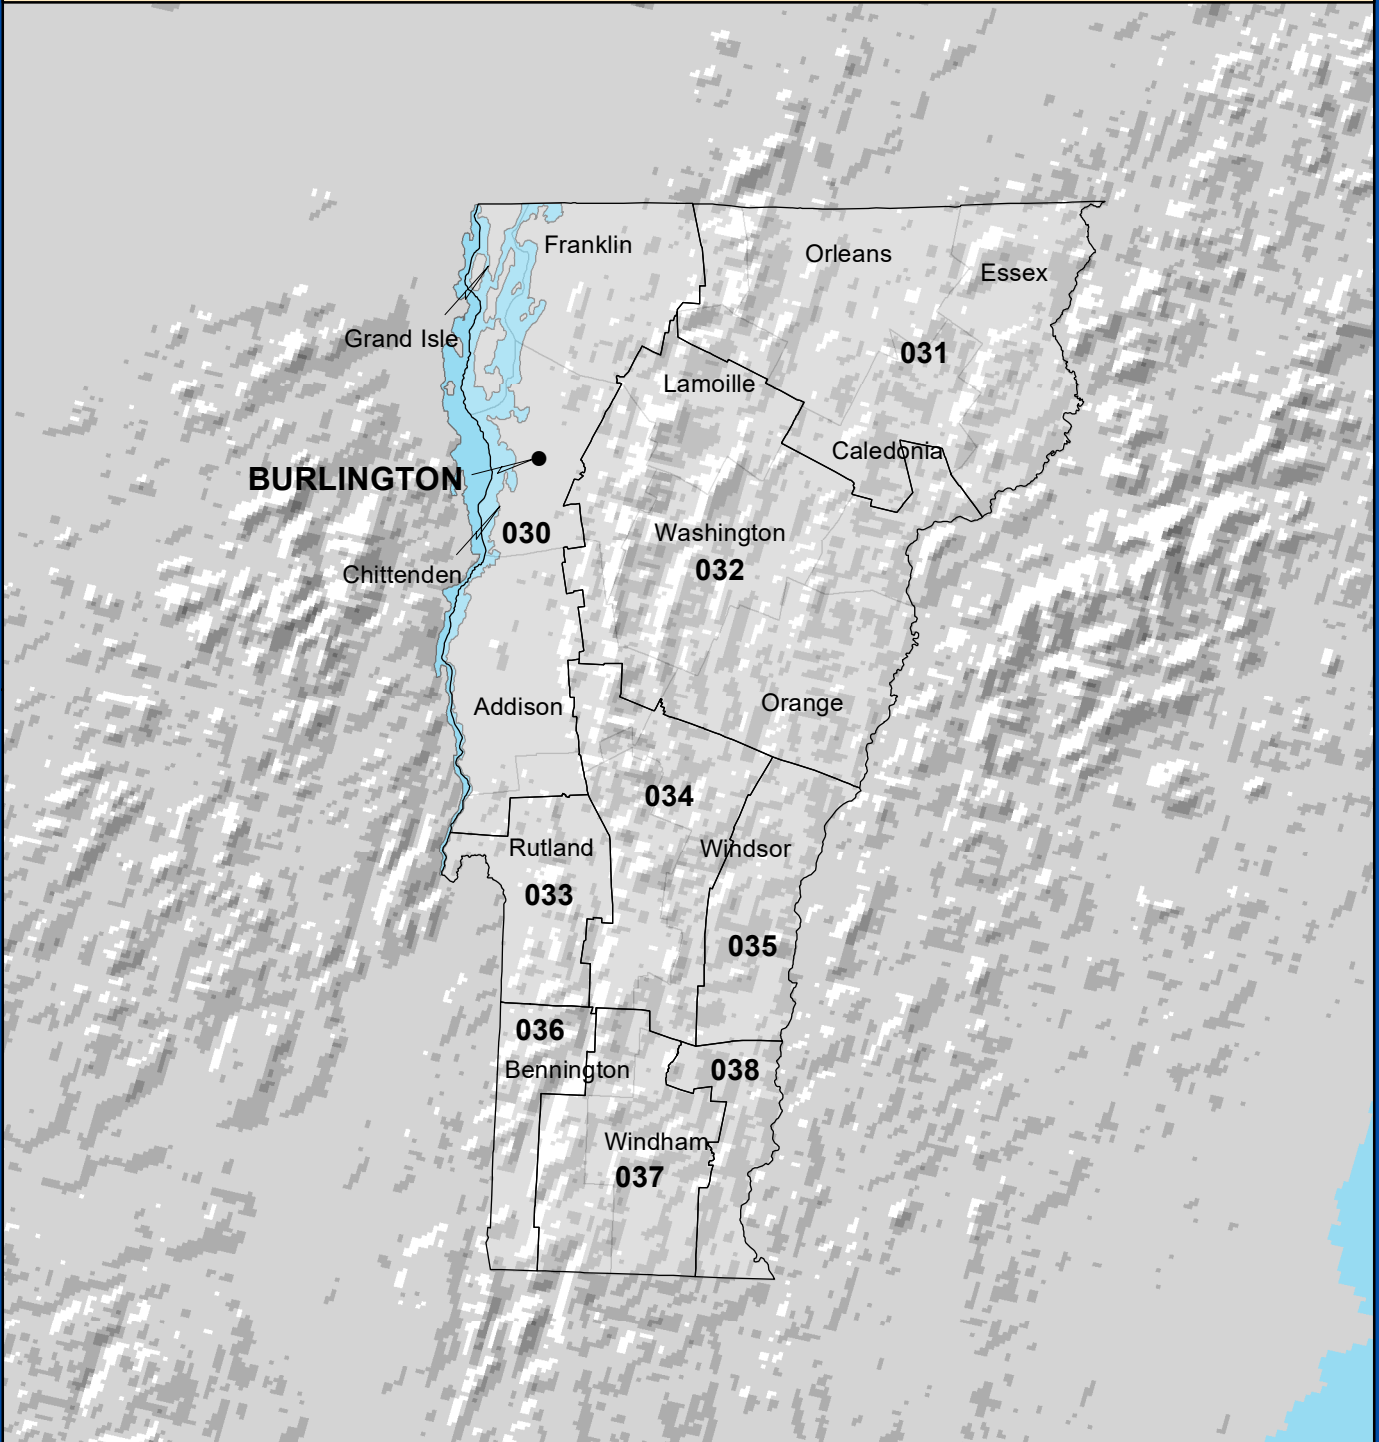 Franklin
Orleans
Essex
Grand Isle
031
Lamoille
Caledonia
BURLINGTON
030
Washington
032
Chittenden
Addison
Orange
034
Rutland
Windsor
033
035
036
Bennington
038
Windham
037